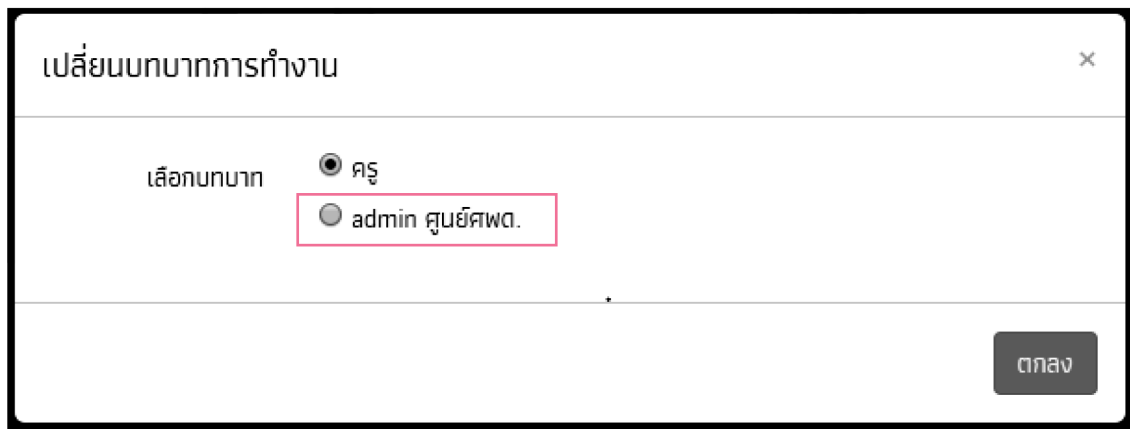 เปลี่ยนบทบาทการทำงาน ×
เลือกบทบาท
ครู
admin ศูนย์ศพด.
ตกลง